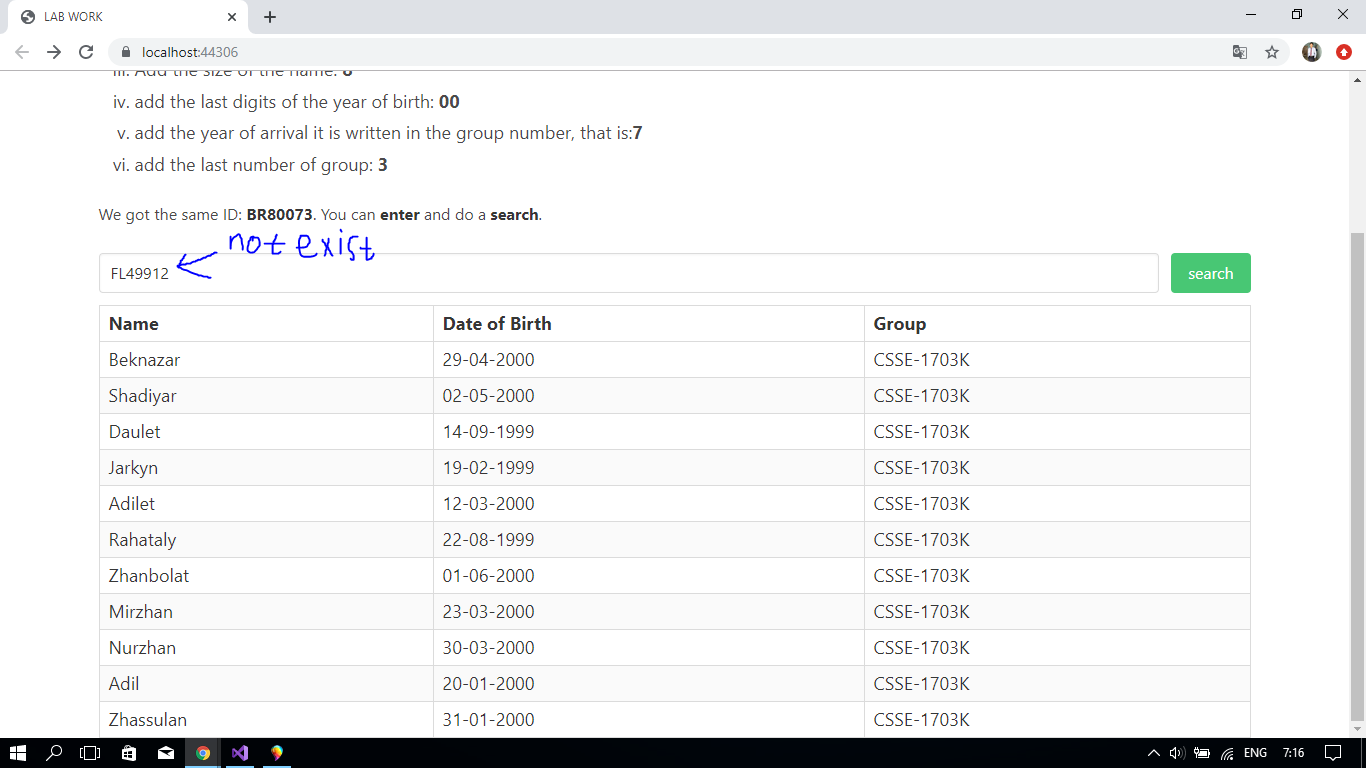 LAB WORK
localhost:44306
iii. Add the size of the name: 8
iv. add the last digits of the year of birth: 00
v. add the year of arrival it is written in the group number, that is:7
vi. add the last number of group: 3
We got the same ID: BR80073. You can enter and do a search.
not exist
FL49912 search
Name Date of Birth Group
Beknazar 29-04-2000 CSSE-1703K
Shadiyar 02-05-2000 CSSE-1703K
Daulet 14-09-1999 CSSE-1703K
Jarkyn 19-02-1999 CSSE-1703K
Adilet 12-03-2000 CSSE-1703K
Rahataly 22-08-1999 CSSE-1703K
Zhanbolat 01-06-2000 CSSE-1703K
Mirzhan 23-03-2000 CSSE-1703K
Nurzhan 30-03-2000 CSSE-1703K
Adil 20-01-2000 CSSE-1703K
Zhassulan 31-01-2000 CSSE-1703K
ENG 7:16